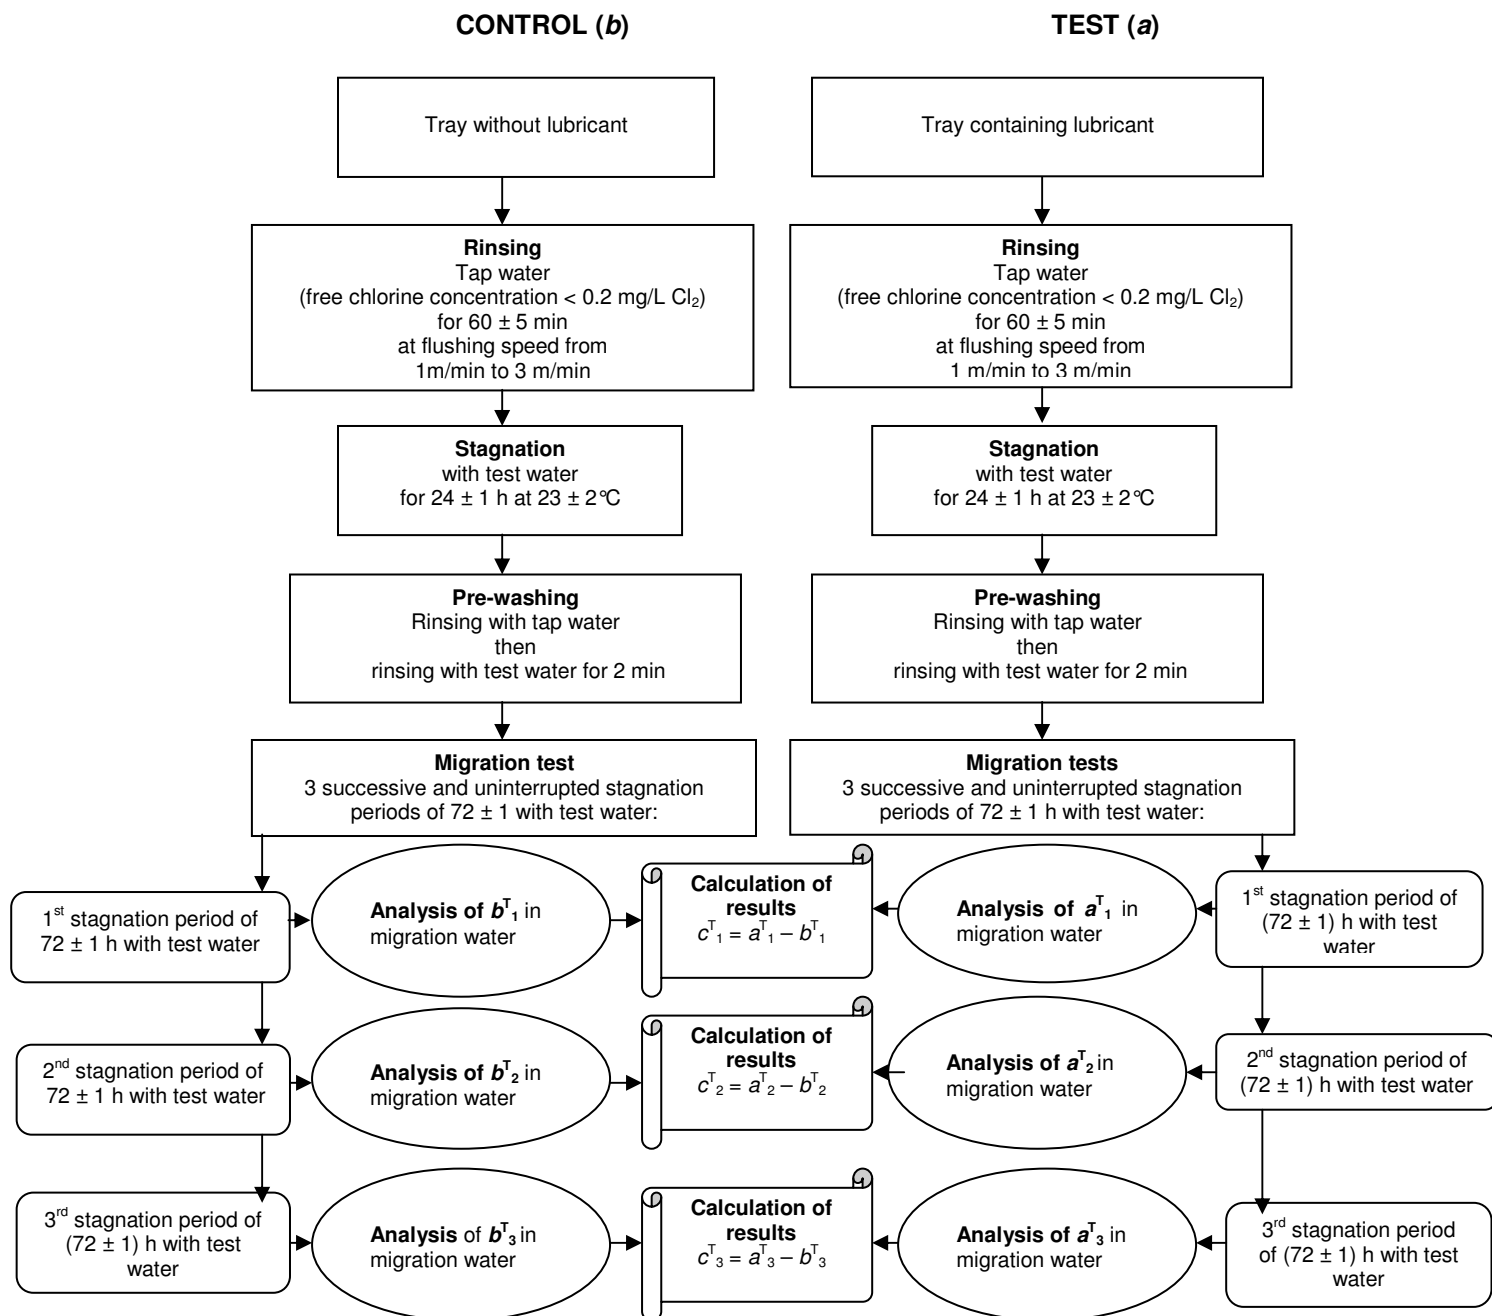 CONTROL (b)
TEST (a)
Tray without lubricant
Tray containing lubricant
Rinsing
Tap water
(free chlorine concentration < 0.2 mg/L Cl₂)
for 60 ± 5 min
at flushing speed from
1m/min to 3 m/min
Rinsing
Tap water
(free chlorine concentration < 0.2 mg/L Cl₂)
for 60 ± 5 min
at flushing speed from
1 m/min to 3 m/min
Stagnation
with test water
for 24 ± 1 h at 23 ± 2°C
Stagnation
with test water
for 24 ± 1 h at 23 ± 2°C
Pre-washing
Rinsing with tap water
then
rinsing with test water for 2 min
Pre-washing
Rinsing with tap water
then
rinsing with test water for 2 min
Migration test
3 successive and uninterrupted stagnation
periods of 72 ± 1 with test water:
Migration tests
3 successive and uninterrupted stagnation
periods of 72 ± 1 h with test water:
1st stagnation period of
72 ± 1 h with test water
Analysis of bᵀ₁ in
migration water
Calculation of
results
cᵀ₁ = aᵀ₁ – bᵀ₁
Analysis of aᵀ₁ in
migration water
1st stagnation period of
(72 ± 1) h with test
water
2nd stagnation period of
72 ± 1 h with test water
Analysis of bᵀ₂ in
migration water
Calculation of
results
cᵀ₂ = aᵀ₂ – bᵀ₂
Analysis of aᵀ₂ in
migration water
2nd stagnation period of
(72 ± 1) h with test water
3rd stagnation period of
(72 ± 1) h with test
water
Analysis of bᵀ₃ in
migration water
Calculation of
results
cᵀ₃ = aᵀ₃ – bᵀ₃
Analysis of aᵀ₃ in
migration water
3rd stagnation period
of (72 ± 1) h with test
water